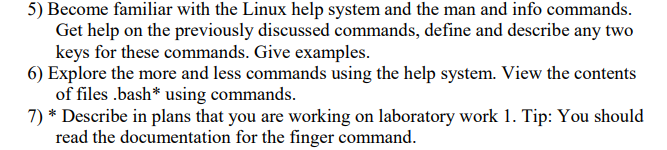 5) Become familiar with the Linux help system and the man and info commands.
Get help on the previously discussed commands, define and describe any two
keys for these commands. Give examples.
6) Explore the more and less commands using the help system. View the contents
of files .bash* using commands.
7) * Describe in plans that you are working on laboratory work 1. Tip: You should
read the documentation for the finger command.